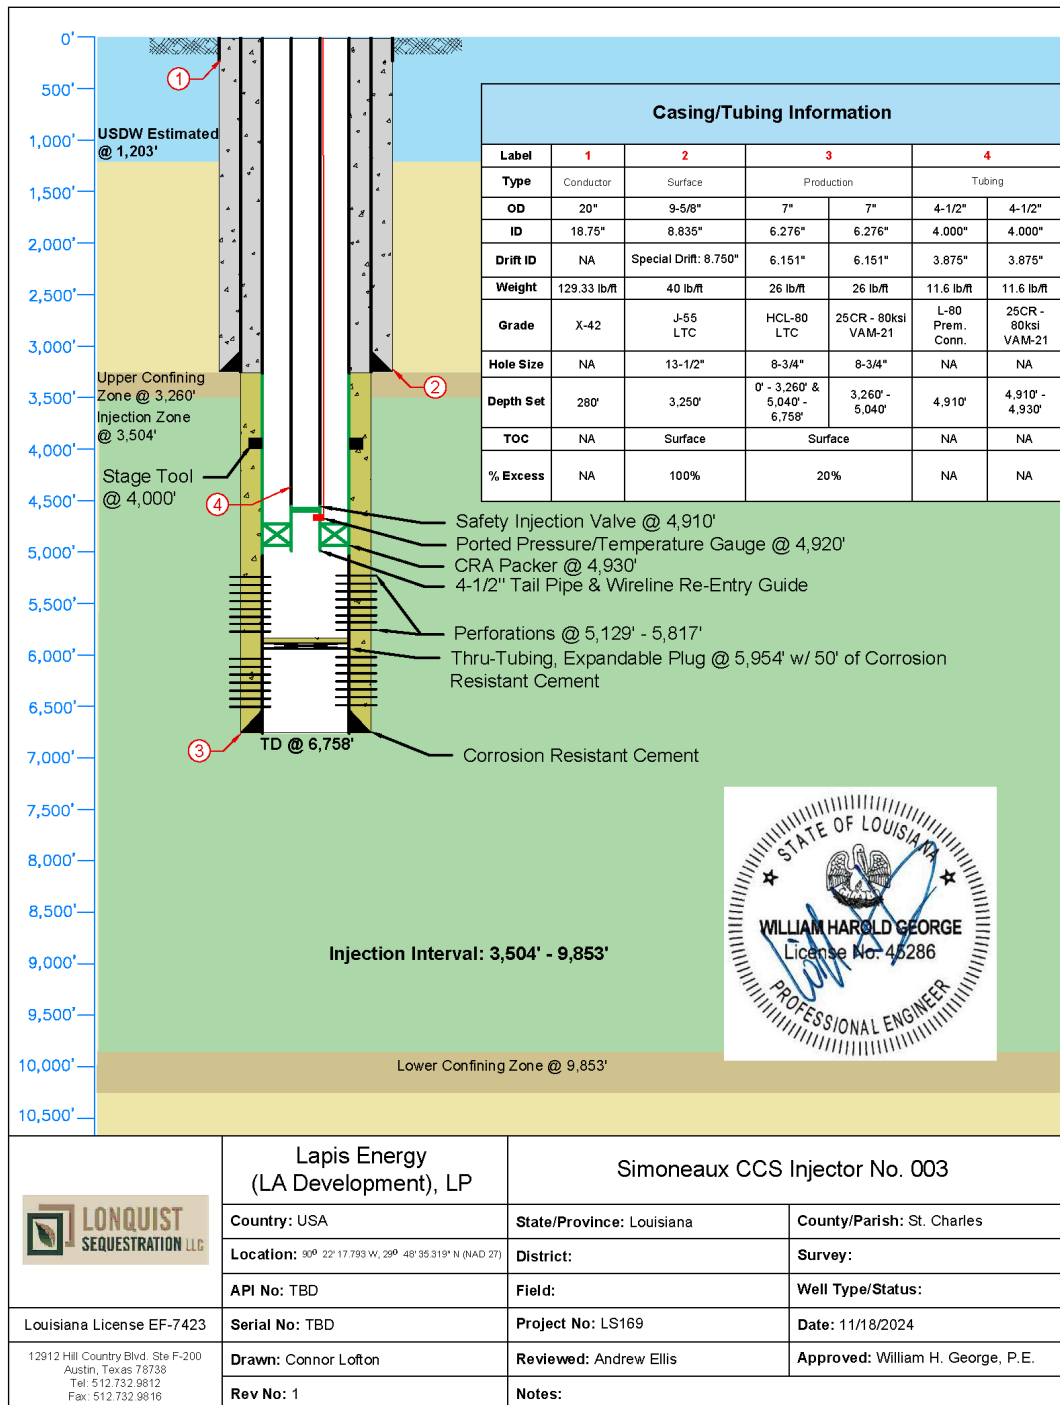 0'
500'
1,000'
1,500'
2,000'
2,500'
3,000'
3,500'
4,000'
4,500'
5,000'
5,500'
6,000'
6,500'
7,000'
7,500'
8,000'
8,500'
9,000'
9,500'
10,000'
10,500'
1
USDW Estimated
@ 1,203'
2
Upper Confining
Zone @ 3,260'
Injection Zone
@ 3,504'
Stage Tool
@ 4,000'
4
Safety Injection Valve @ 4,910'
Ported Pressure/Temperature Gauge @ 4,920'
CRA Packer @ 4,930'
4-1/2" Tail Pipe & Wireline Re-Entry Guide
Perforations @ 5,129' - 5,817'
Thru-Tubing, Expandable Plug @ 5,954' w/ 50' of Corrosion
Resistant Cement
3
TD @ 6,758'
Corrosion Resistant Cement
Injection Interval: 3,504' - 9,853'
Lower Confining Zone @ 9,853'
Casing/Tubing Information
Label 1 2 3 4
Type Conductor Surface Production Tubing
OD 20" 9-5/8" 7" 7" 4-1/2" 4-1/2"
ID 18.75" 8.835" 6.276" 6.276" 4.000" 4.000"
Drift ID NA Special Drift: 8.750" 6.151" 6.151" 3.875" 3.875"
Weight 129.33 lb/ft 40 lb/ft 26 lb/ft 26 lb/ft 11.6 lb/ft 11.6 lb/ft
Grade X-42 J-55 LTC HCL-80 LTC 25CR - 80ksi VAM-21 L-80 Prem. Conn. 25CR - 80ksi VAM-21
Hole Size NA 13-1/2" 8-3/4" 8-3/4" NA NA
Depth Set 280' 3,250' 0' - 3,260' & 5,040' - 6,758' 3,260' - 5,040' 4,910' 4,910' - 4,930'
TOC NA Surface Surface NA NA
% Excess NA 100% 20% NA NA
STATE OF LOUISIANA
WILLIAM HAROLD GEORGE
License No. 45286
PROFESSIONAL ENGINEER
LONQUIST
SEQUESTRATION LLC
Louisiana License EF-7423
12912 Hill Country Blvd. Ste F-200
Austin, Texas 78738
Tel: 512.732.9812
Fax: 512.732.9816
Lapis Energy
(LA Development), LP
Simoneaux CCS Injector No. 003
Country: USA
State/Province: Louisiana
County/Parish: St. Charles
Location: 90º 22' 17.793 W, 29º 48' 35.319" N (NAD 27)
District:
Survey:
API No: TBD
Field:
Well Type/Status:
Serial No: TBD
Project No: LS169
Date: 11/18/2024
Drawn: Connor Lofton
Reviewed: Andrew Ellis
Approved: William H. George, P.E.
Rev No: 1
Notes: